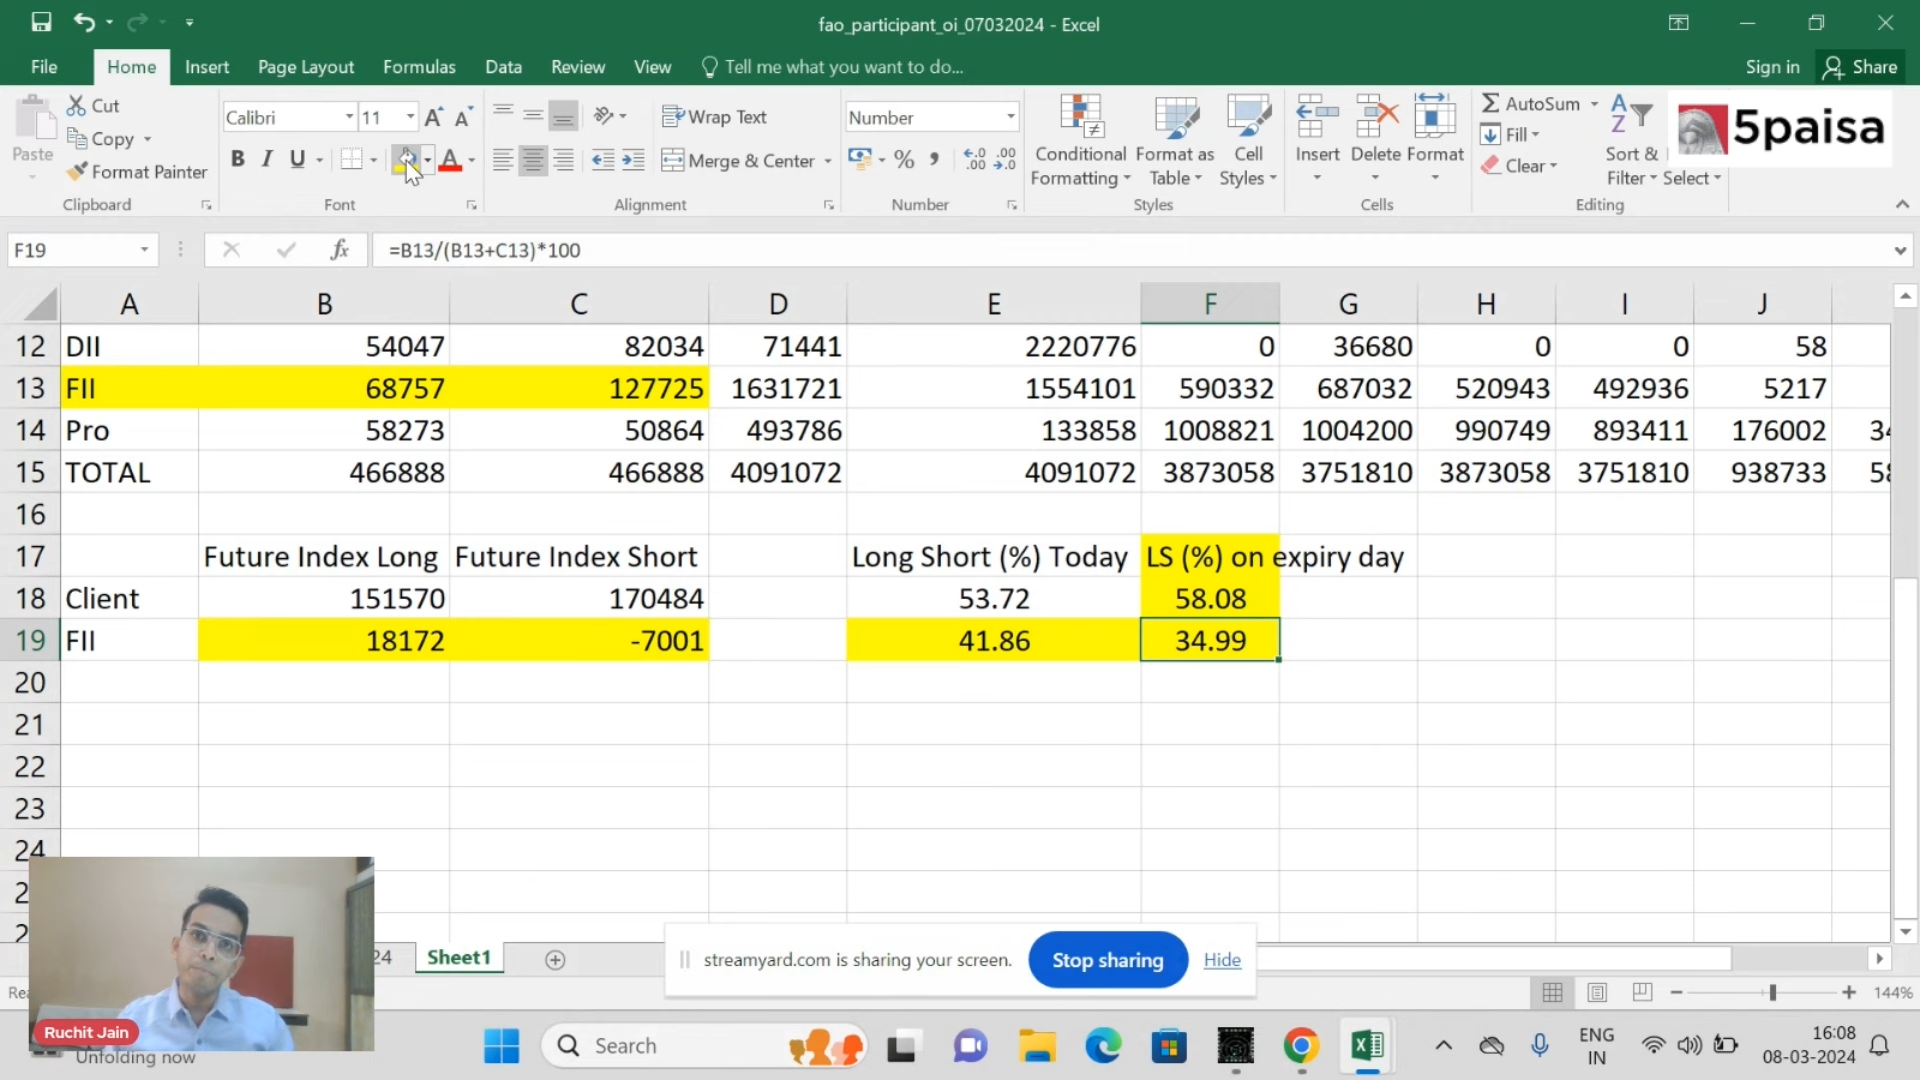 fao_participant_oi_07032024 - Excel
File Home Insert Page Layout Formulas Data Review View Tell me what you want to do... Sign in Share
Paste
Cut
Copy
Format Painter
Clipboard
Calibri 11
B I U A
Font
Wrap Text
Merge & Center
Alignment
Number
%
Number
Conditional Formatting
Format as Table
Cell Styles
Styles
Insert Delete Format
Cells
AutoSum
Fill
Clear
Sort &
Filter Select
Editing
5paisa
F19 fx =B13/(B13+C13)*100
A B C D E F G H I J
12 DII 54047 82034 71441 2220776 0 36680 0 0 58
13 FII 68757 127725 1631721 1554101 590332 687032 520943 492936 5217
14 Pro 58273 50864 493786 133858 1008821 1004200 990749 893411 176002 34
15 TOTAL 466888 466888 4091072 4091072 3873058 3751810 3873058 3751810 938733 58
16
17 Future Index Long Future Index Short Long Short (%) Today LS (%) on expiry day
18 Client 151570 170484 53.72 58.08
19 FII 18172 -7001 41.86 34.99
20
21
22
23
24
24 Sheet1
streamyard.com is sharing your screen. Stop sharing Hide
144%
Ruchit Jain
Unfolding now
Search
ENG
IN
16:08
08-03-2024